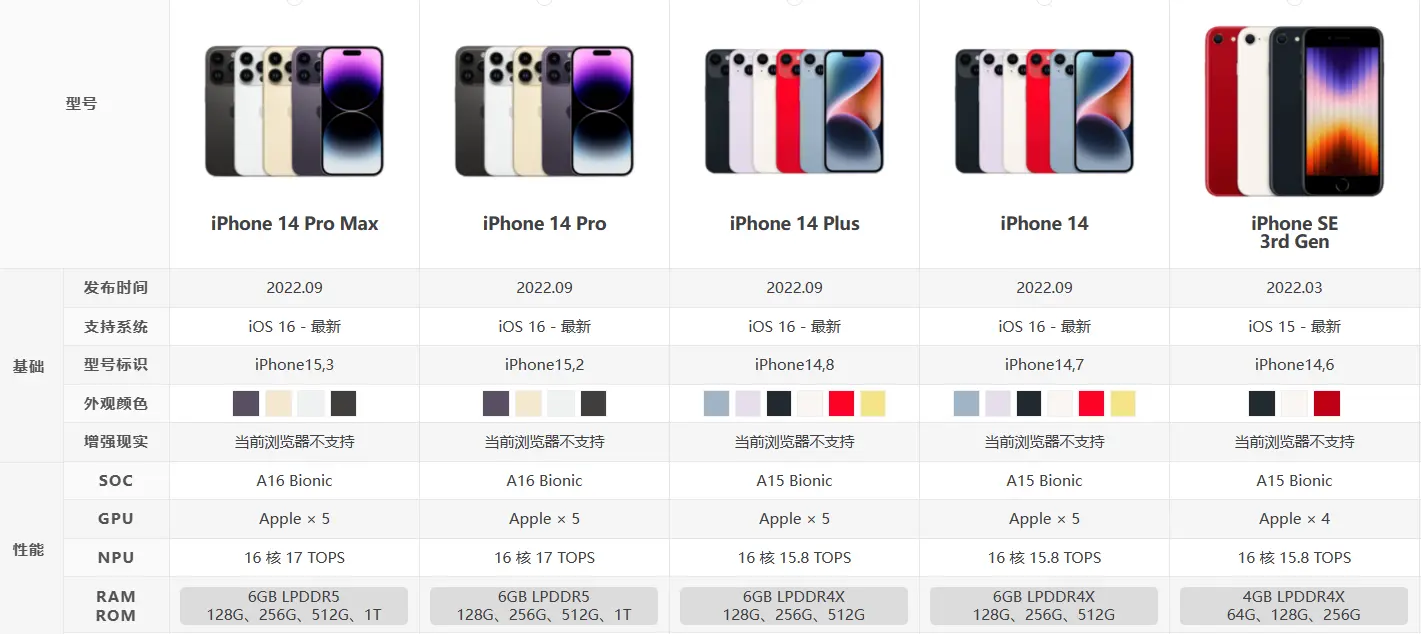 型号
iPhone 14 Pro Max
iPhone 14 Pro
iPhone 14 Plus
iPhone 14
iPhone SE
3rd Gen
基础
发布时间 2022.09 2022.09 2022.09 2022.09 2022.03
支持系统 iOS 16 - 最新 iOS 16 - 最新 iOS 16 - 最新 iOS 16 - 最新 iOS 15 - 最新
型号标识 iPhone15,3 iPhone15,2 iPhone14,8 iPhone14,7 iPhone14,6
外观颜色
增强现实 当前浏览器不支持 当前浏览器不支持 当前浏览器不支持 当前浏览器不支持 当前浏览器不支持
性能
SOC A16 Bionic A16 Bionic A15 Bionic A15 Bionic A15 Bionic
GPU Apple × 5 Apple × 5 Apple × 5 Apple × 5 Apple × 4
NPU 16 核 17 TOPS 16 核 17 TOPS 16 核 15.8 TOPS 16 核 15.8 TOPS 16 核 15.8 TOPS
RAM 6GB LPDDR5 6GB LPDDR5 6GB LPDDR4X 6GB LPDDR4X 4GB LPDDR4X
ROM 128G、256G、512G、1T 128G、256G、512G、1T 128G、256G、512G 128G、256G、512G 64G、128G、256G